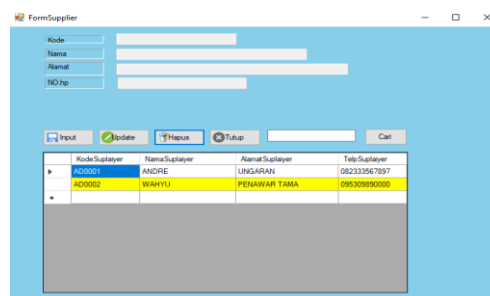 FormSupplier
Kode
Nama
Alamat
NO.hp
Input Update Hapus Tutup Cari
KodeSuplaiyer NamaSuplaiyer AlamatSuplaiyer TelpSuplaiyer
AD0001 ANDRE UNGARAN 082333567897
AD0002 WAHYU PENAWAR TAMA 095309890000